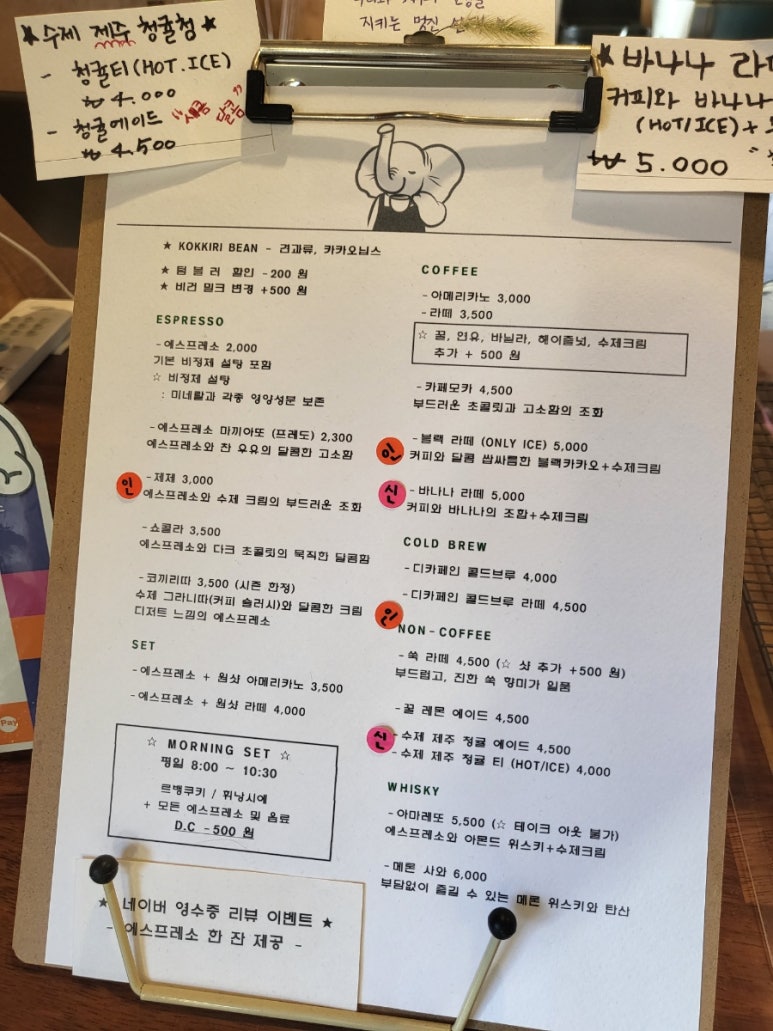 ★ 수제 제주 청귤청 ★
- 청귤티(HOT.ICE)
₩ 4.000
- 청귤에이드 "새콤달콤"
₩ 4,500
지키는 멋진
★ 바나나
커피와 바나나
(HOT/ICE) +
₩ 5.000
★ KOKKIRI BEAN - 견과류, 카카오닙스
★ 텀블러 할인 -200 원
★ 비건 밀크 변경 +500 원
ESPRESSO
- 에스프레소 2,000
기본 비정제 설탕 포함
☆ 비정제 설탕
: 미네랄과 각종 영양성분 보존
- 에스프레소 마끼아또 (프레도) 2,300
에스프레소와 찬 우유의 달콤한 고소함
인
- 제제 3,000
에스프레소와 수제 크림의 부드러운 조화
- 쇼콜라 3,500
에스프레소와 다크 초콜릿의 묵직한 달콤함
- 코끼리따 3,500 (시즌 한정)
수제 그라니따(커피 슬러시)와 달콤한 크림
디저트 느낌의 에스프레소
SET
- 에스프레소 + 원샷 아메리카노 3,500
- 에스프레소 + 원샷 라떼 4,000
☆ MORNING SET ☆
평일 8:00 ~ 10:30
르뱅쿠키 / 휘낭시에
+ 모든 에스프레소 및 음료
D.C -500 원
COFFEE
- 아메리카노 3,000
- 라떼 3,500
☆ 꿀, 연유, 바닐라, 헤이즐넛, 수제크림
추가 + 500 원
- 카페모카 4,500
부드러운 초콜릿과 고소함의 조화
인
- 블랙 라떼 (ONLY ICE) 5,000
커피와 달콤 쌉싸름한 블랙카카오+수제크림
신
- 바나나 라떼 5,000
커피와 바나나의 조합+수제크림
COLD BREW
- 디카페인 콜드브루 4,000
- 디카페인 콜드브루 라떼 4,500
인
NON-COFFEE
- 쑥 라떼 4,500 (☆ 샷 추가 +500 원)
부드럽고, 진한 쑥 향미가 일품
- 꿀 레몬 에이드 4,500
신
- 수제 제주 청귤 에이드 4,500
- 수제 제주 청귤 티 (HOT/ICE) 4,000
WHISKY
- 아마레또 5,500 (☆ 테이크 아웃 불가)
에스프레소와 아몬드 위스키+수제크림
- 메론 사와 6,000
부담없이 즐길 수 있는 메론 위스키와 탄산
★ 네이버 영수증 리뷰 이벤트 ★
- 에스프레소 한 잔 제공 -
Pay